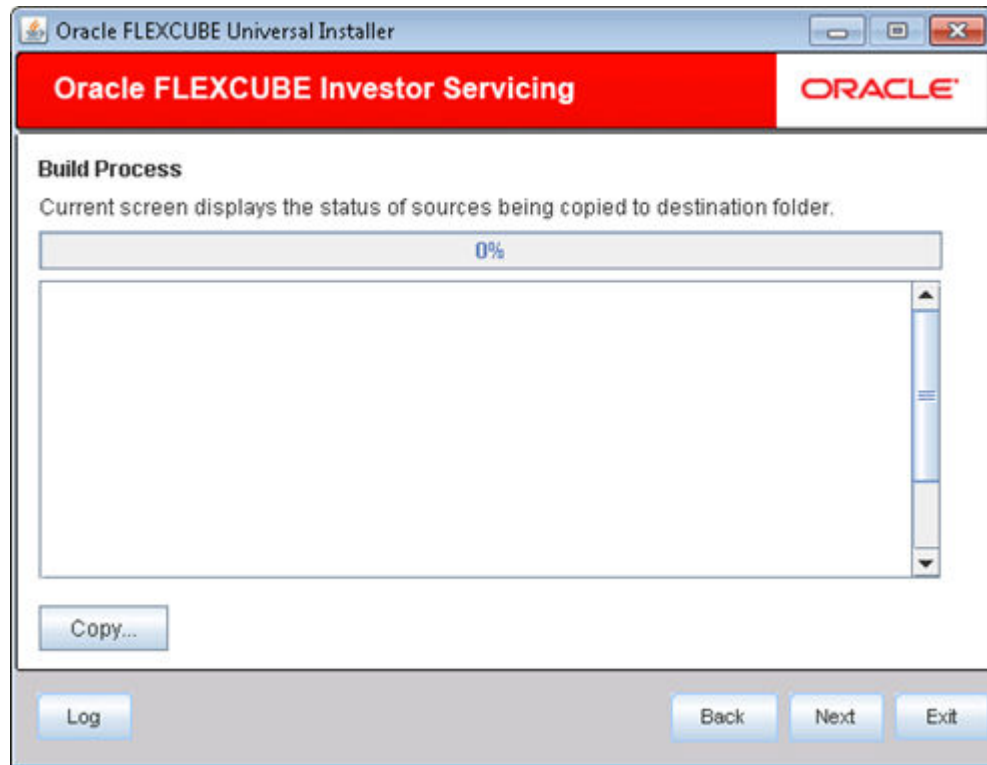 Oracle FLEXCUBE Universal Installer
Oracle FLEXCUBE Investor Servicing
ORACLE
Build Process
Current screen displays the status of sources being copied to destination folder.
0%
Copy...
Log
Back
Next
Exit